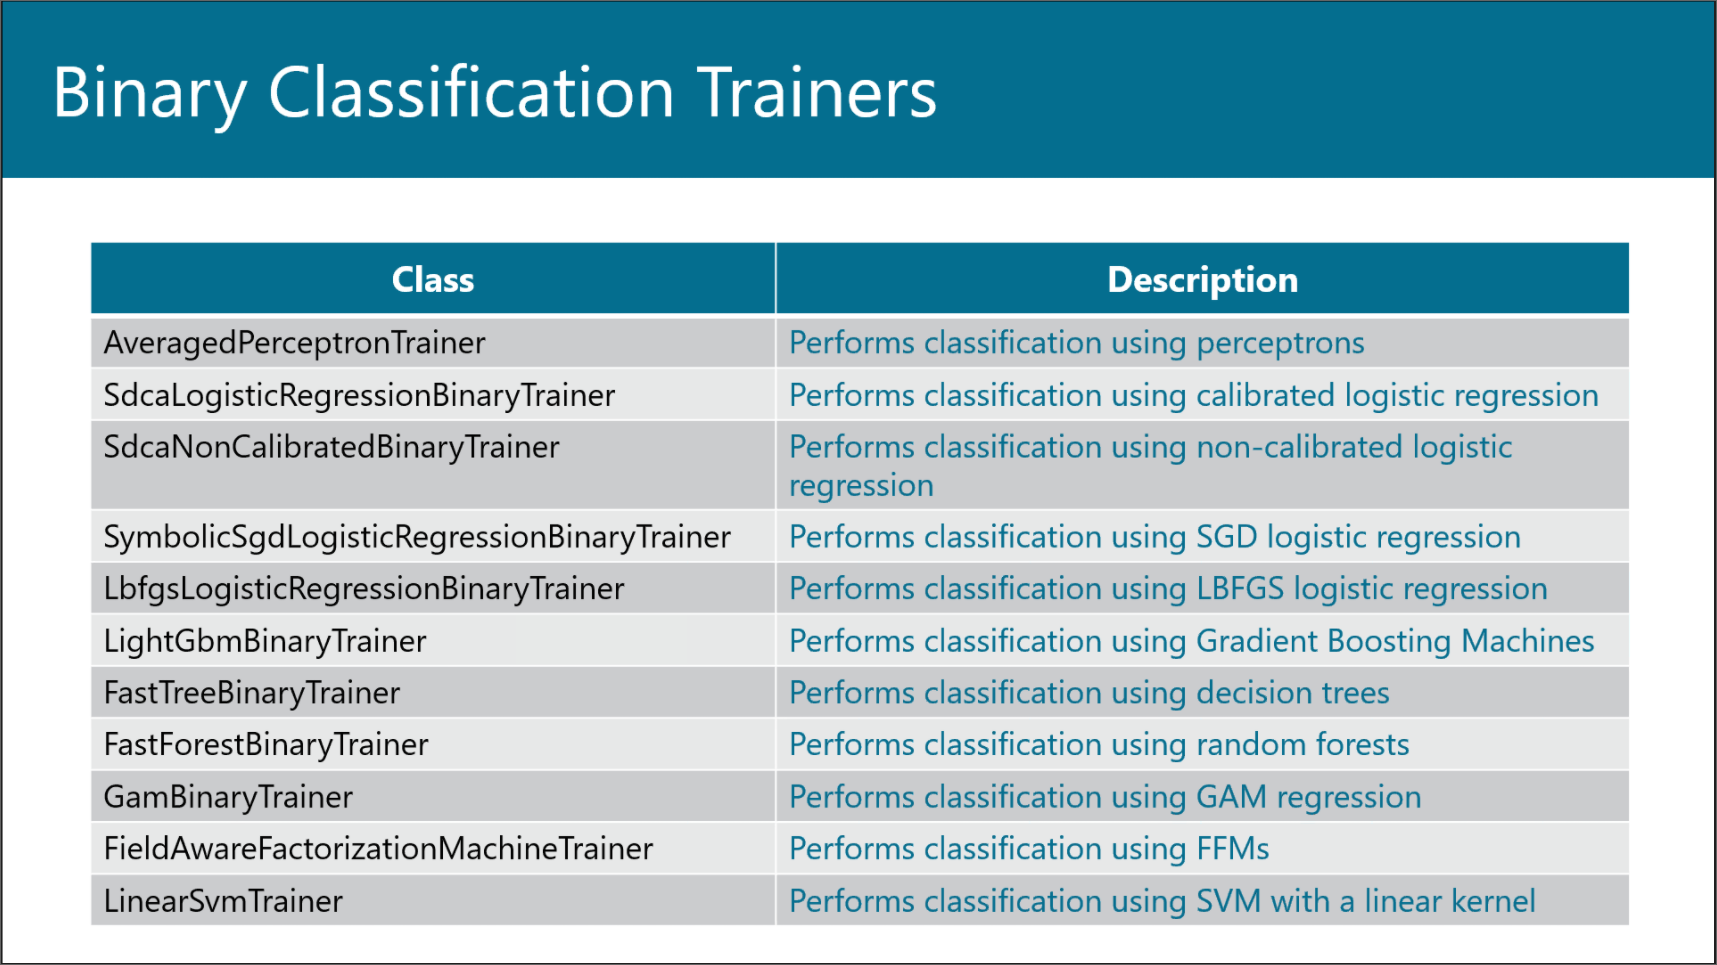 Binary Classification Trainers
Class Description
AveragedPerceptronTrainer Performs classification using perceptrons
SdcaLogisticRegressionBinaryTrainer Performs classification using calibrated logistic regression
SdcaNonCalibratedBinaryTrainer Performs classification using non-calibrated logistic
regression
SymbolicSgdLogisticRegressionBinaryTrainer Performs classification using SGD logistic regression
LbfgsLogisticRegressionBinaryTrainer Performs classification using LBFGS logistic regression
LightGbmBinaryTrainer Performs classification using Gradient Boosting Machines
FastTreeBinaryTrainer Performs classification using decision trees
FastForestBinaryTrainer Performs classification using random forests
GamBinaryTrainer Performs classification using GAM regression
FieldAwareFactorizationMachineTrainer Performs classification using FFMs
LinearSvmTrainer Performs classification using SVM with a linear kernel